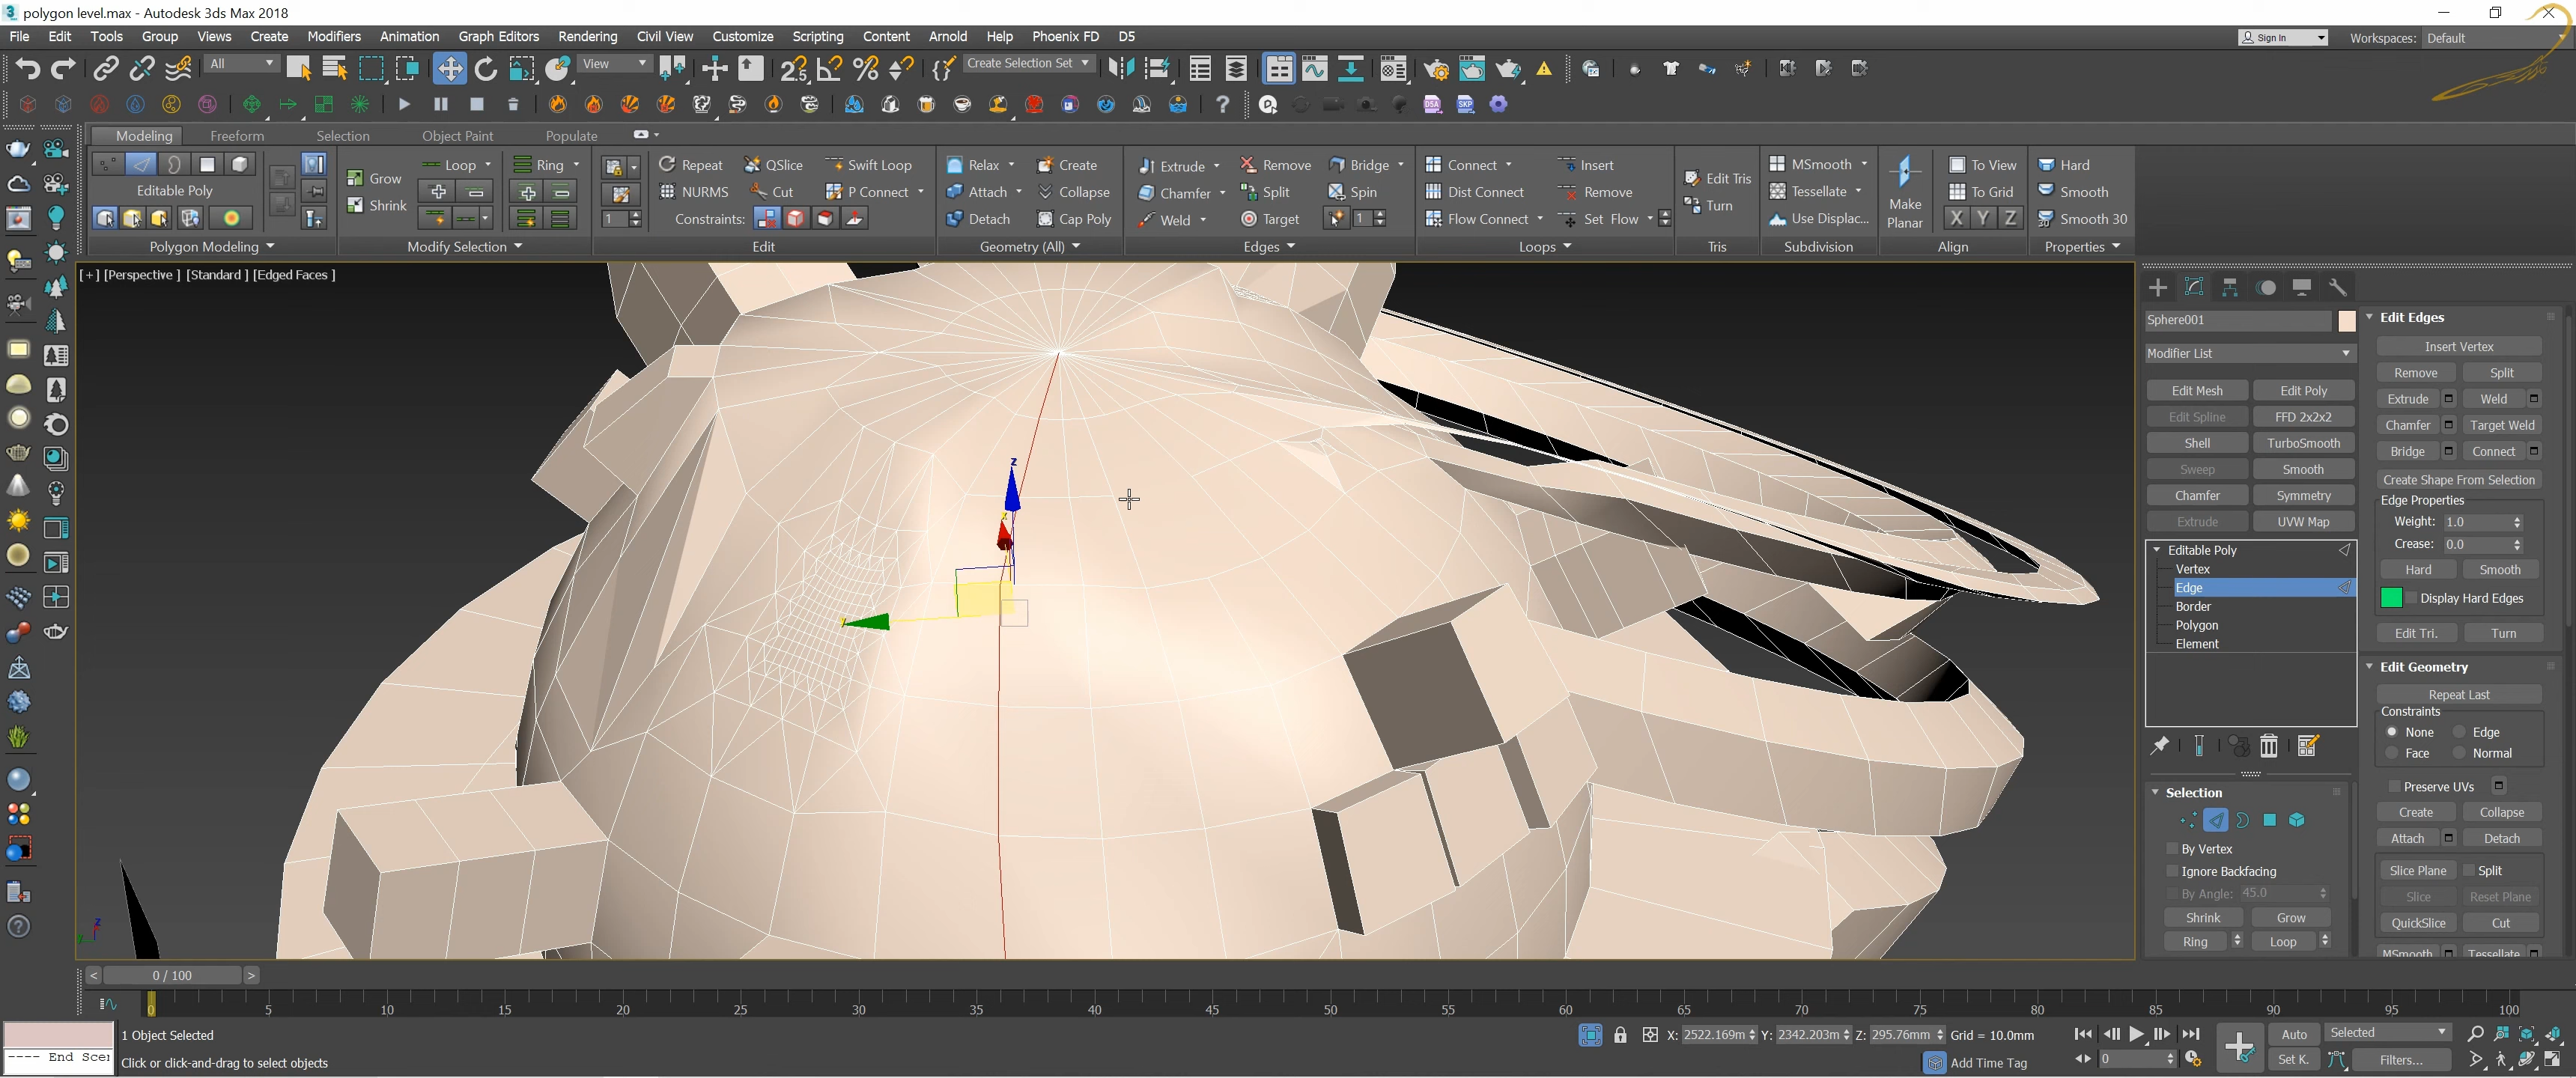 3 polygon level.max - Autodesk 3ds Max 2018
File Edit Tools Group Views Create Modifiers Animation Graph Editors Rendering Civil View Customize Scripting Content Arnold Help Phoenix FD D5
Sign In Workspaces: Default
All View Create Selection Set
Modeling Freeform Selection Object Paint Populate
Loop Ring Repeat QSlice Swift Loop Relax Create Extrude Remove Bridge Connect Insert Edit Tris MSmooth To View Hard
Editable Poly Grow NURMS Cut P Connect Attach Collapse Chamfer Split Spin Dist Connect Remove Turn Tessellate Make Planar To Grid Smooth
Shrink 1 Constraints: Detach Cap Poly Weld Target 1 Flow Connect Set Flow Use Displac... X Y Z Smooth 30
Polygon Modeling Modify Selection Edit Geometry (All) Edges Loops Tris Subdivision Align Properties
[+] [Perspective ] [Standard ] [Edged Faces ]
z
x
y
z
y
Sphere001
Modifier List
Edit Mesh Edit Poly
Edit Spline FFD 2x2x2
Shell TurboSmooth
Sweep Smooth
Chamfer Symmetry
Extrude UVW Map
Editable Poly
Vertex
Edge
Border
Polygon
Element
Selection
By Vertex
Ignore Backfacing
By Angle: 45.0
Shrink Grow
Ring Loop
Edit Edges
Insert Vertex
Remove Split
Extrude Weld
Chamfer Target Weld
Bridge Connect
Create Shape From Selection
Edge Properties
Weight: 1.0
Crease: 0.0
Hard Smooth
Display Hard Edges
Edit Tri. Turn
Edit Geometry
Repeat Last
Constraints
None Edge
Face Normal
Preserve UVs
Create Collapse
Attach Detach
Slice Plane Split
Slice Reset Plane
QuickSlice Cut
MSmooth Tessellate
< 0 / 100 >
0 5 10 15 20 25 30 35 40 45 50 55 60 65 70 75 80 85 90 95 100
1 Object Selected X: 2522.169m Y: 2342.203m Z: 295.76mm Grid = 10.0mm Auto Selected
---- End Scer Click or click-and-drag to select objects Add Time Tag 0 Set K. Filters...